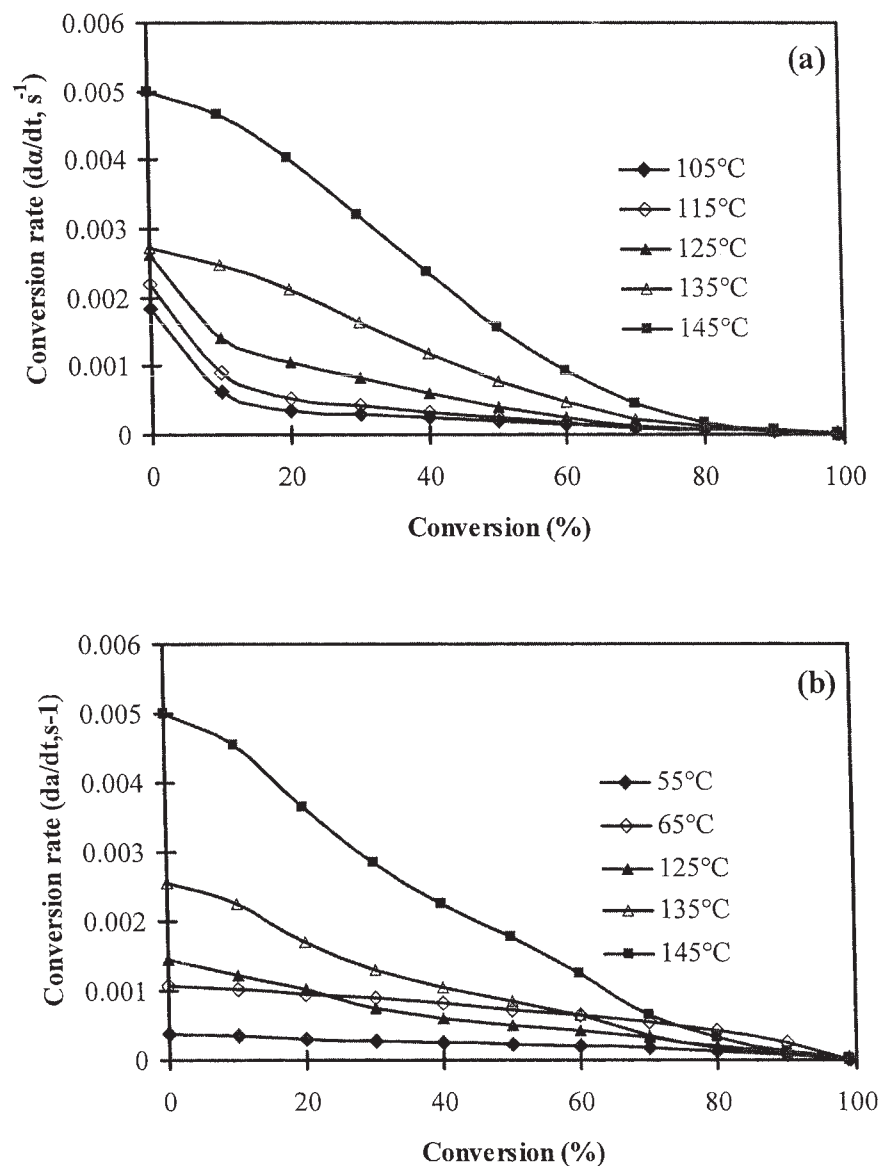 0.006
(a)
0.005
0.004
0.003
0.002
0.001
0
Conversion rate (dα/dt, s⁻¹)
105°C
115°C
125°C
135°C
145°C
0 20 40 60 80 100
Conversion (%)
0.006
(b)
0.005
0.004
0.003
0.002
0.001
0
Conversion rate (da/dt,s-1)
55°C
65°C
125°C
135°C
145°C
0 20 40 60 80 100
Conversion (%)